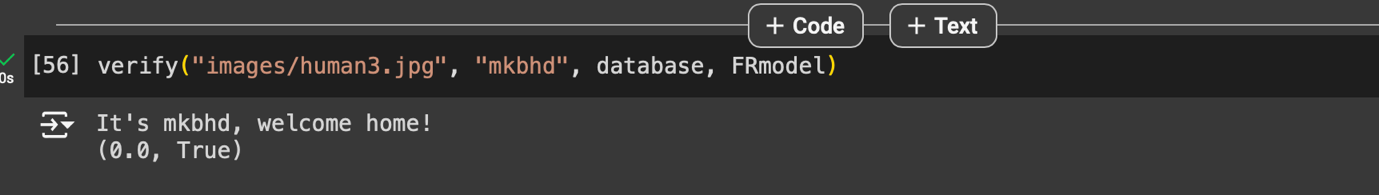 + Code + Text
[56] verify("images/human3.jpg", "mkbhd", database, FRmodel)
0s
It's mkbhd, welcome home!
(0.0, True)